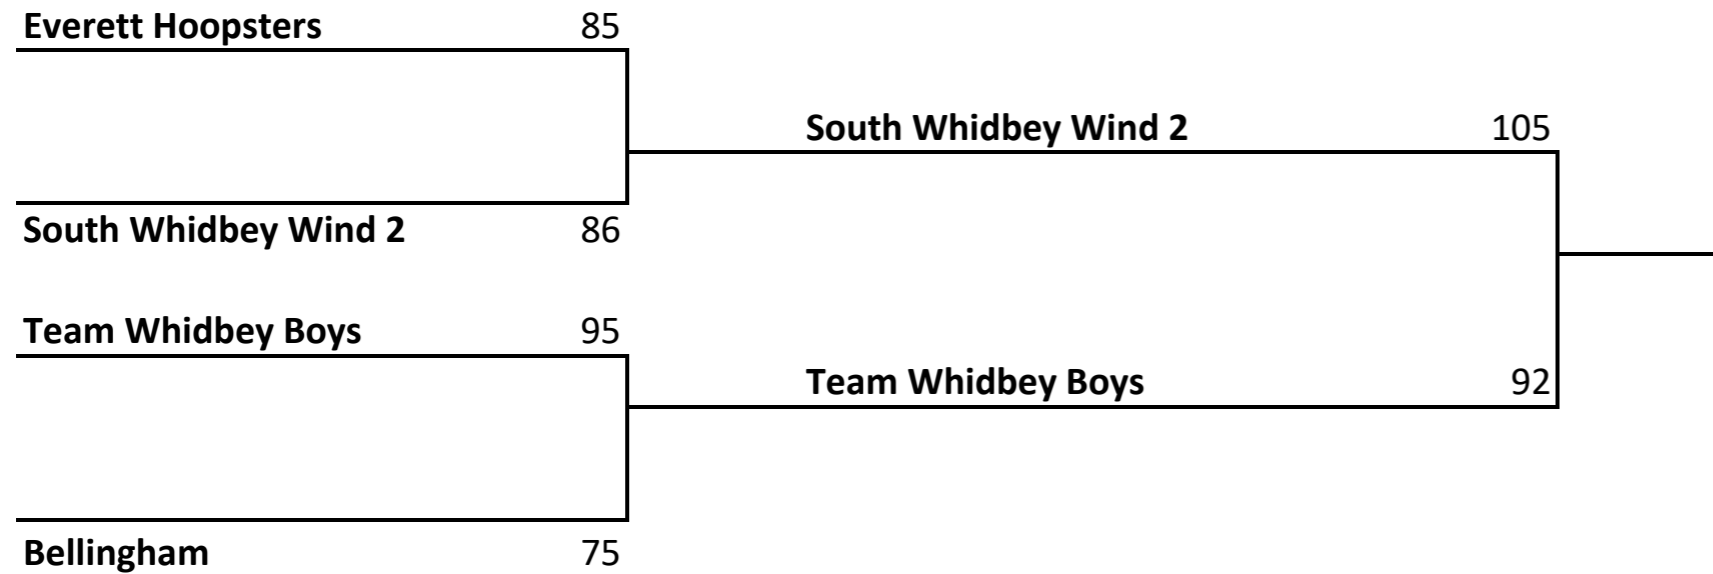 Everett Hoopsters 85
South Whidbey Wind 2 105
South Whidbey Wind 2 86
Team Whidbey Boys 95
Team Whidbey Boys 92
Bellingham 75